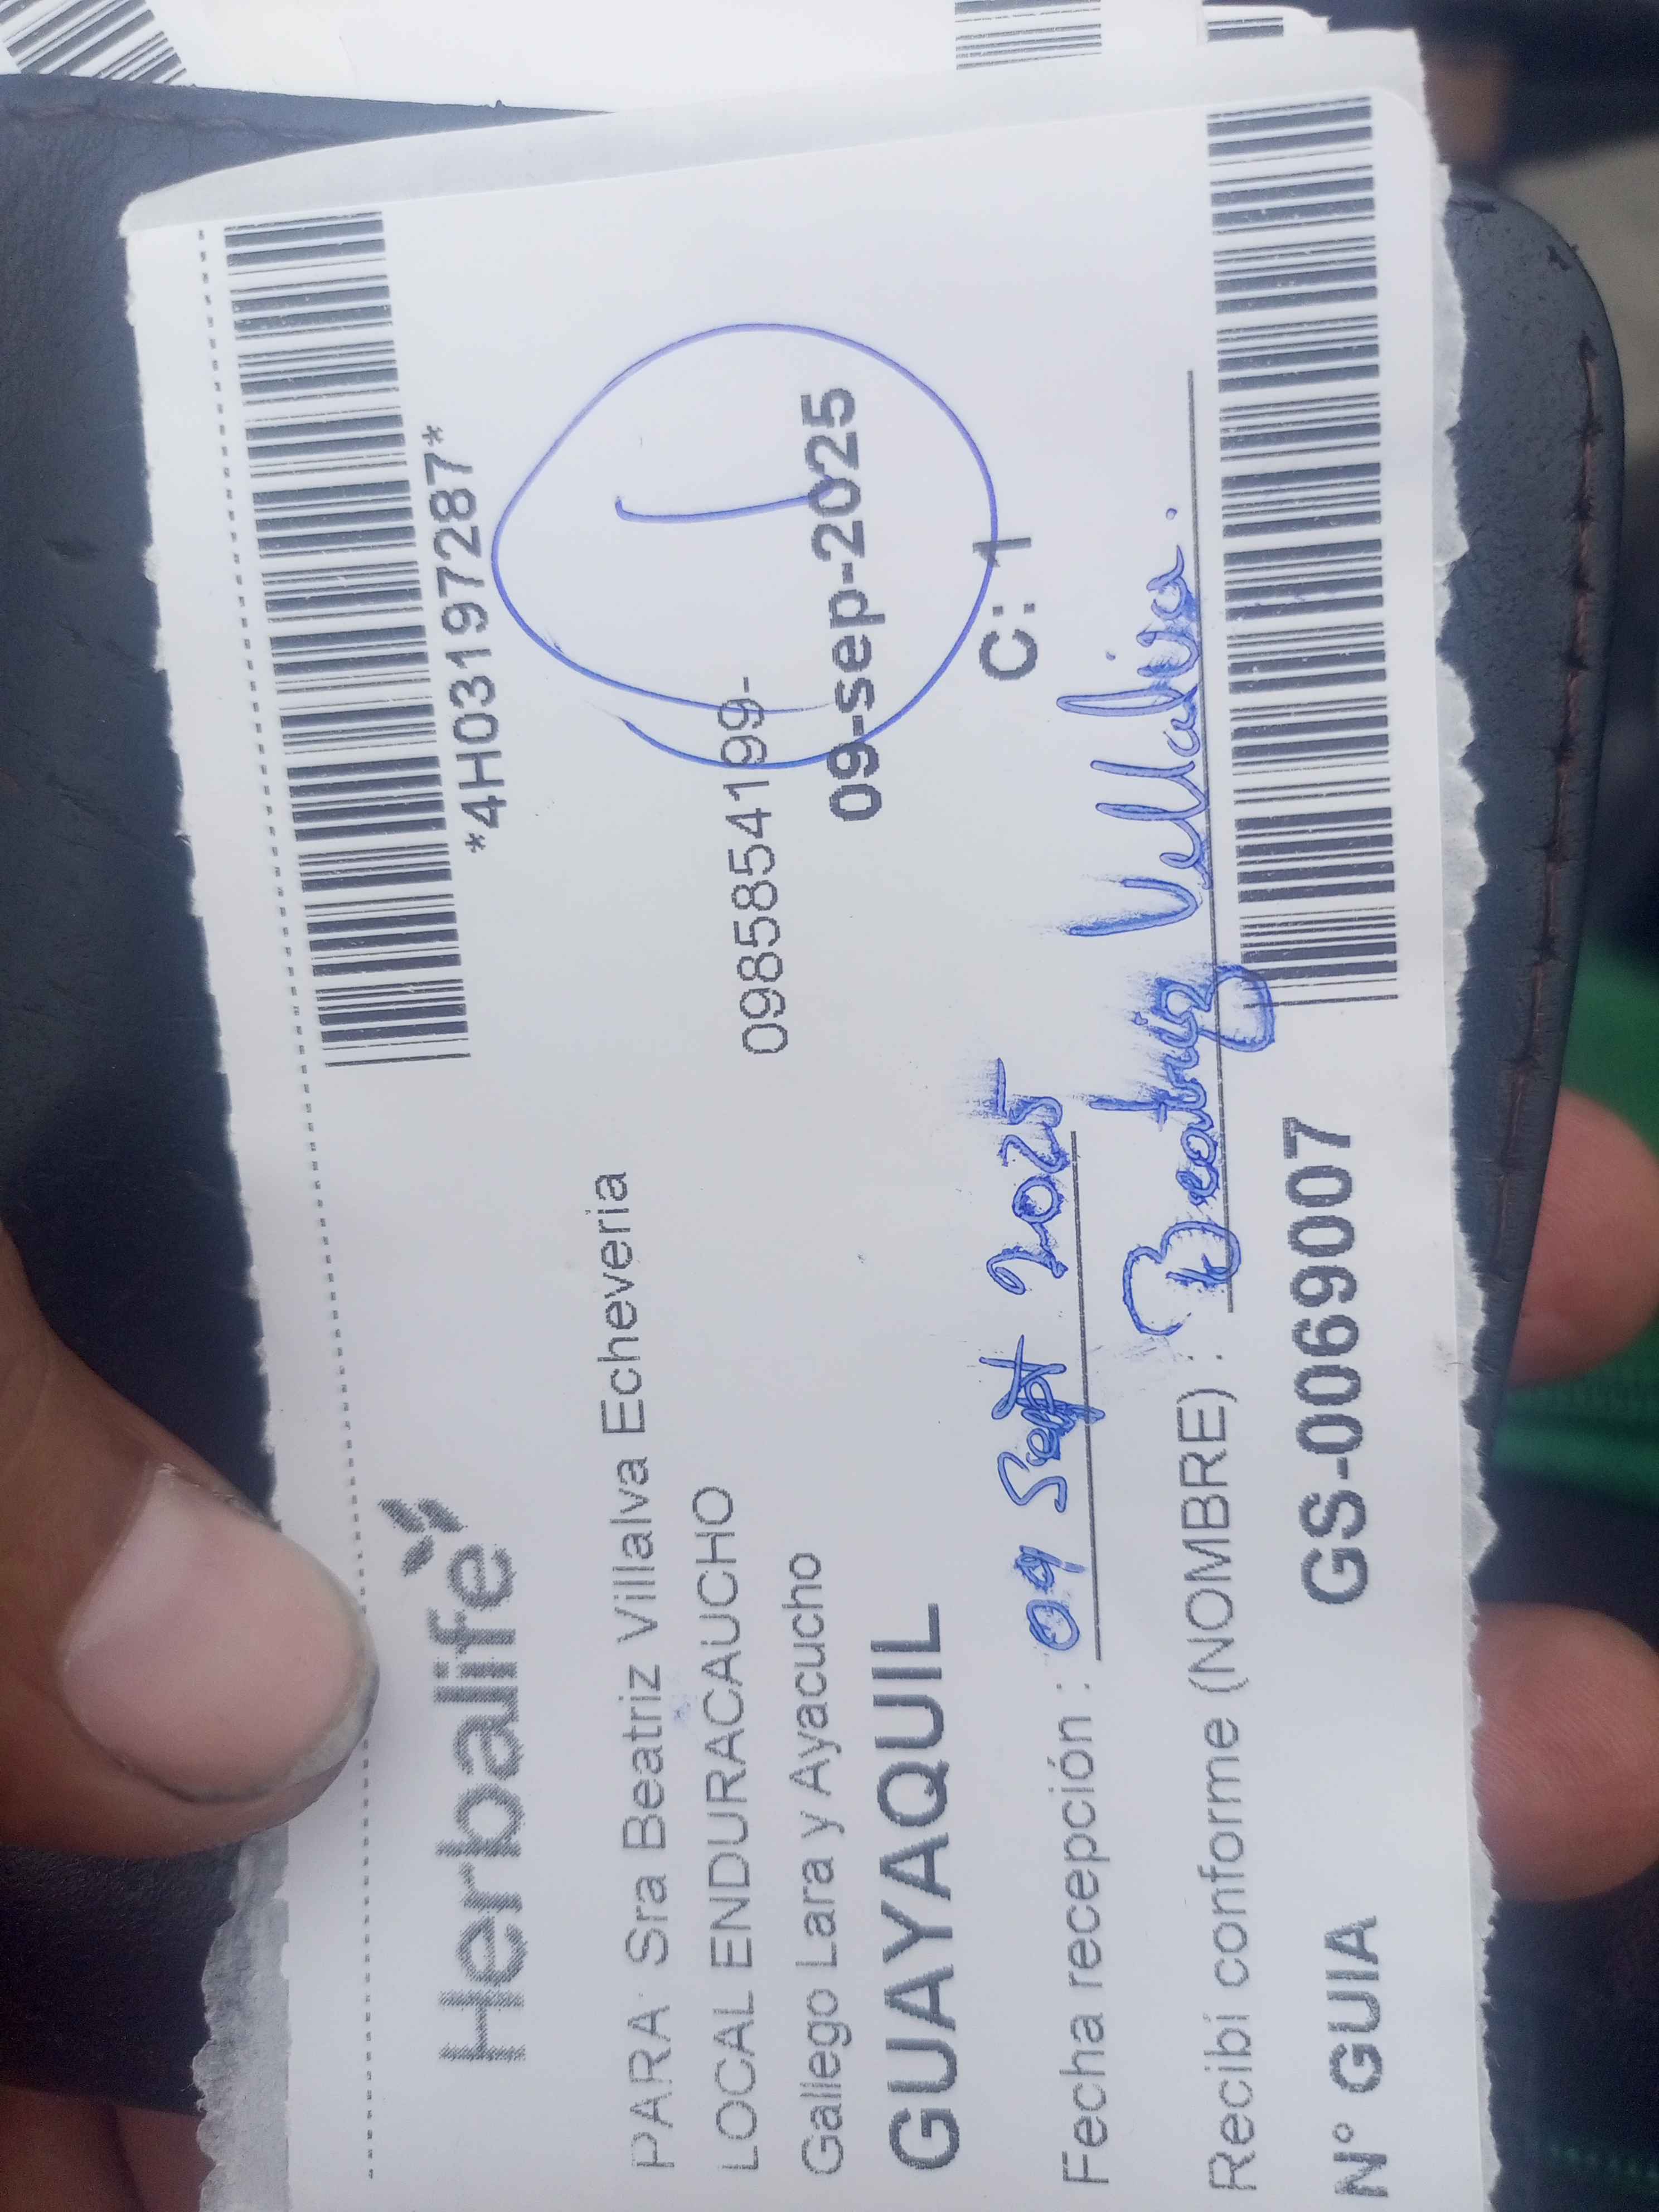 *4H03197287*
Herbalife
PARA: Sra Beatriz Villalva Echeveria
LOCAL ENDURACAUCHO
0985854199-
Gallego Lara y Ayacucho
09-sep-2025
GUAYAQUIL
C: 1
Fecha recepción : 09 Sept 2025
Recibí conforme (NOMBRE) : Beatriz Villalva.
N° GUIA GS-0069007